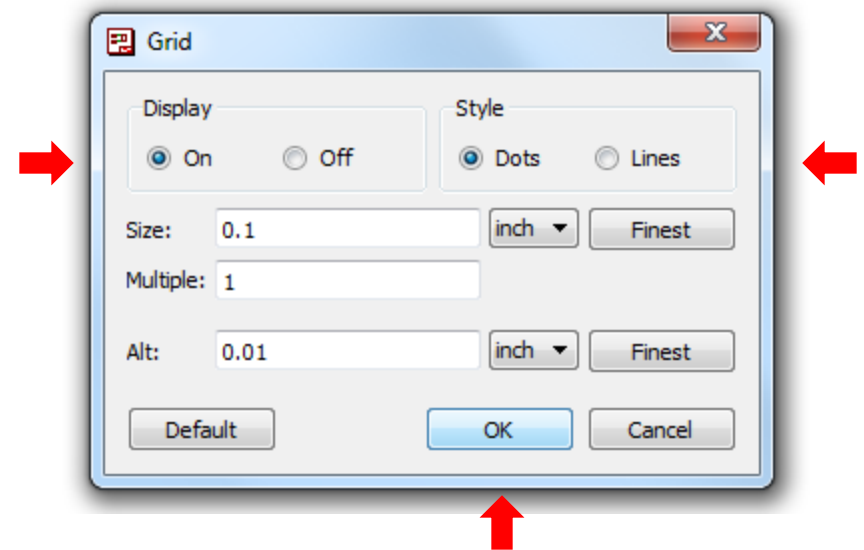 Grid
Display
Style
On Off
Dots Lines
Size: 0.1 inch Finest
Multiple: 1
Alt: 0.01 inch Finest
Default OK Cancel